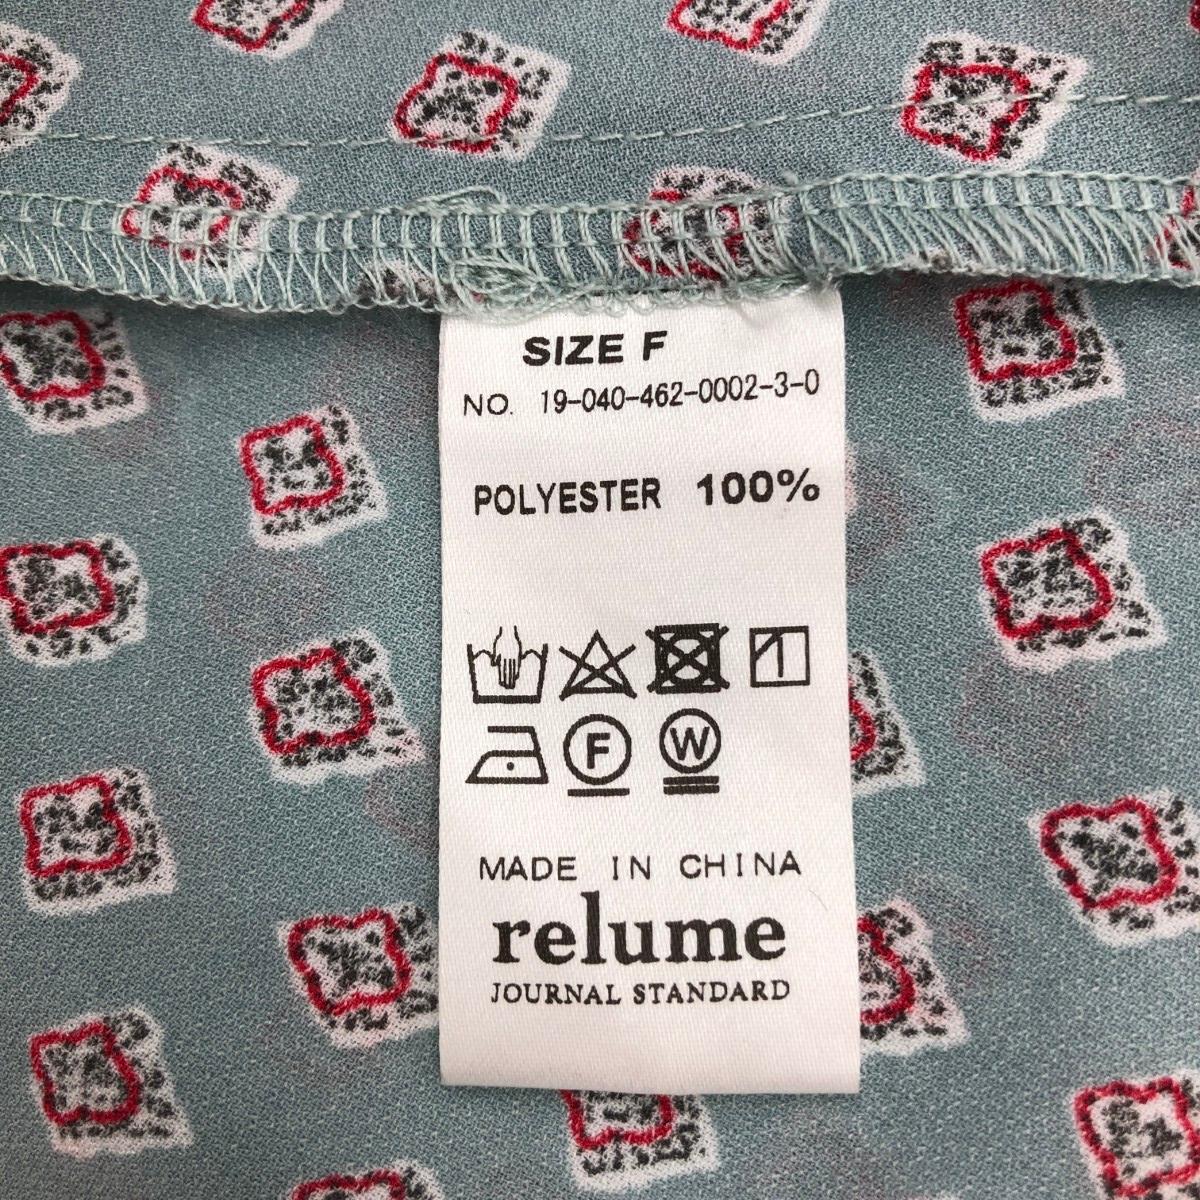 SIZE F
NO. 19-040-462-0002-3-0
POLYESTER 100%
F W
MADE IN CHINA
relume
JOURNAL STANDARD